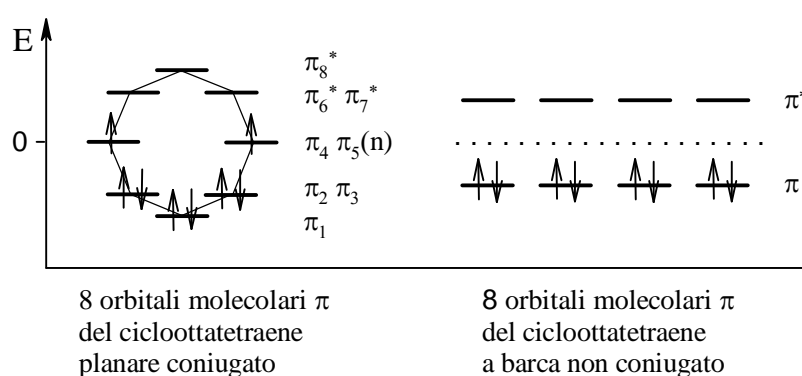 E
0
π8*
π6* π7*
π4 π5(n)
π2 π3
π1
π*
π
8 orbitali molecolari π
del cicloottatetraene
planare coniugato
8 orbitali molecolari π
del cicloottatetraene
a barca non coniugato